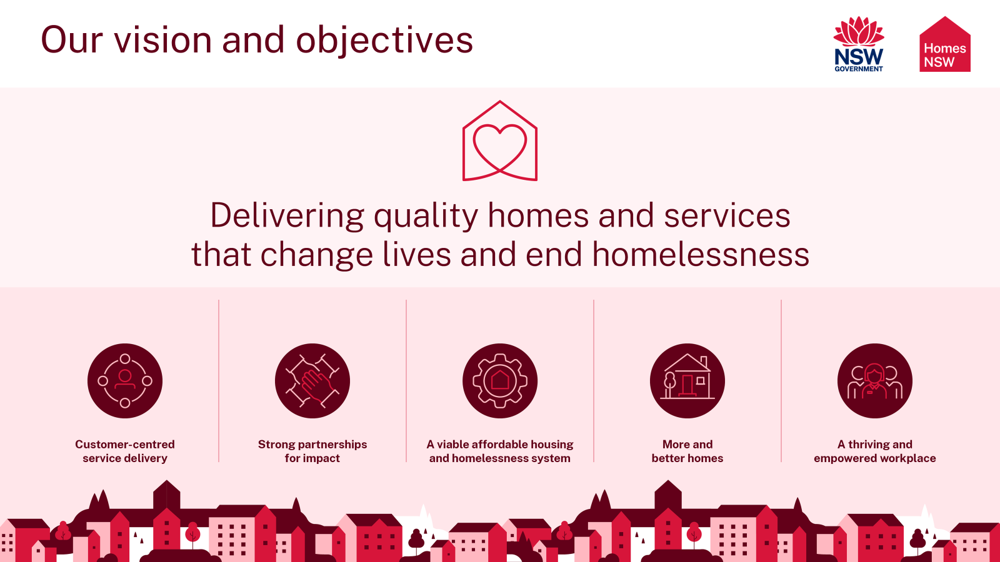 Our vision and objectives
NSW
GOVERNMENT
Homes
NSW
Delivering quality homes and services
that change lives and end homelessness
Customer-centred
service delivery
Strong partnerships
for impact
A viable affordable housing
and homelessness system
More and
better homes
A thriving and
empowered workplace